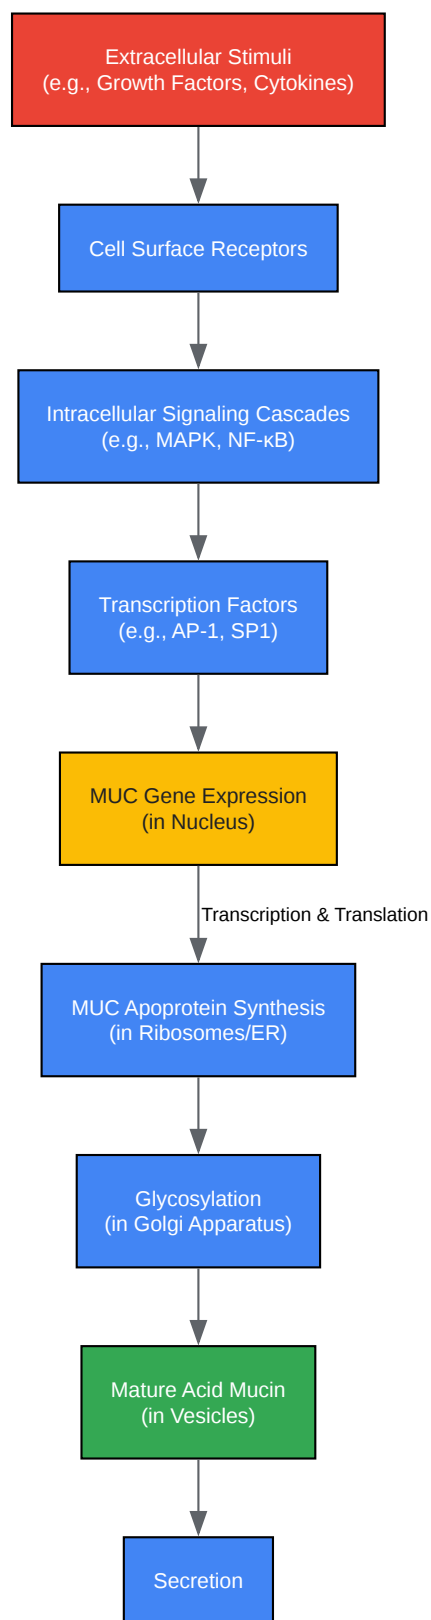 Extracellular Stimuli
(e.g., Growth Factors, Cytokines)
Cell Surface Receptors
Intracellular Signaling Cascades
(e.g., MAPK, NF-κB)
Transcription Factors
(e.g., AP-1, SP1)
MUC Gene Expression
(in Nucleus)
Transcription & Translation
MUC Apoprotein Synthesis
(in Ribosomes/ER)
Glycosylation
(in Golgi Apparatus)
Mature Acid Mucin
(in Vesicles)
Secretion